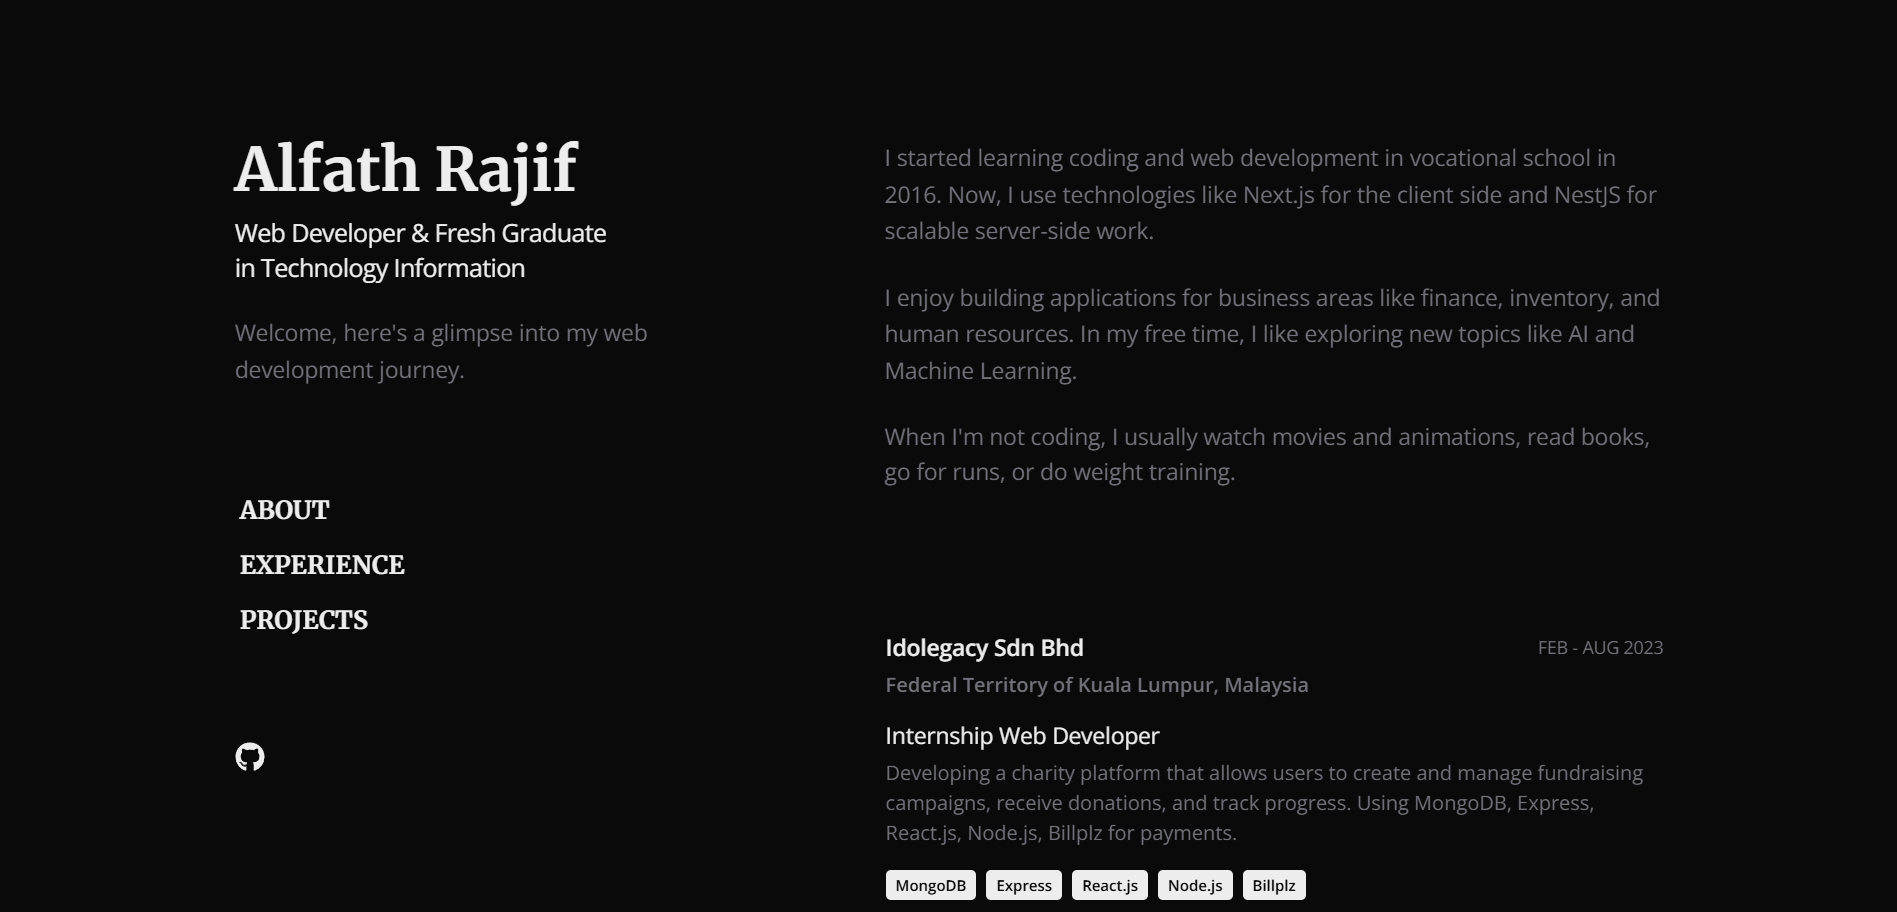 Alfath Rajif
Web Developer & Fresh Graduate
in Technology Information
Welcome, here's a glimpse into my web
development journey.
ABOUT
EXPERIENCE
PROJECTS
I started learning coding and web development in vocational school in
2016. Now, I use technologies like Next.js for the client side and NestJS for
scalable server-side work.
I enjoy building applications for business areas like finance, inventory, and
human resources. In my free time, I like exploring new topics like AI and
Machine Learning.
When I'm not coding, I usually watch movies and animations, read books,
go for runs, or do weight training.
Idolegacy Sdn Bhd
FEB - AUG 2023
Federal Territory of Kuala Lumpur, Malaysia
Internship Web Developer
Developing a charity platform that allows users to create and manage fundraising
campaigns, receive donations, and track progress. Using MongoDB, Express,
React.js, Node.js, Billplz for payments.
MongoDB Express React.js Node.js Billplz